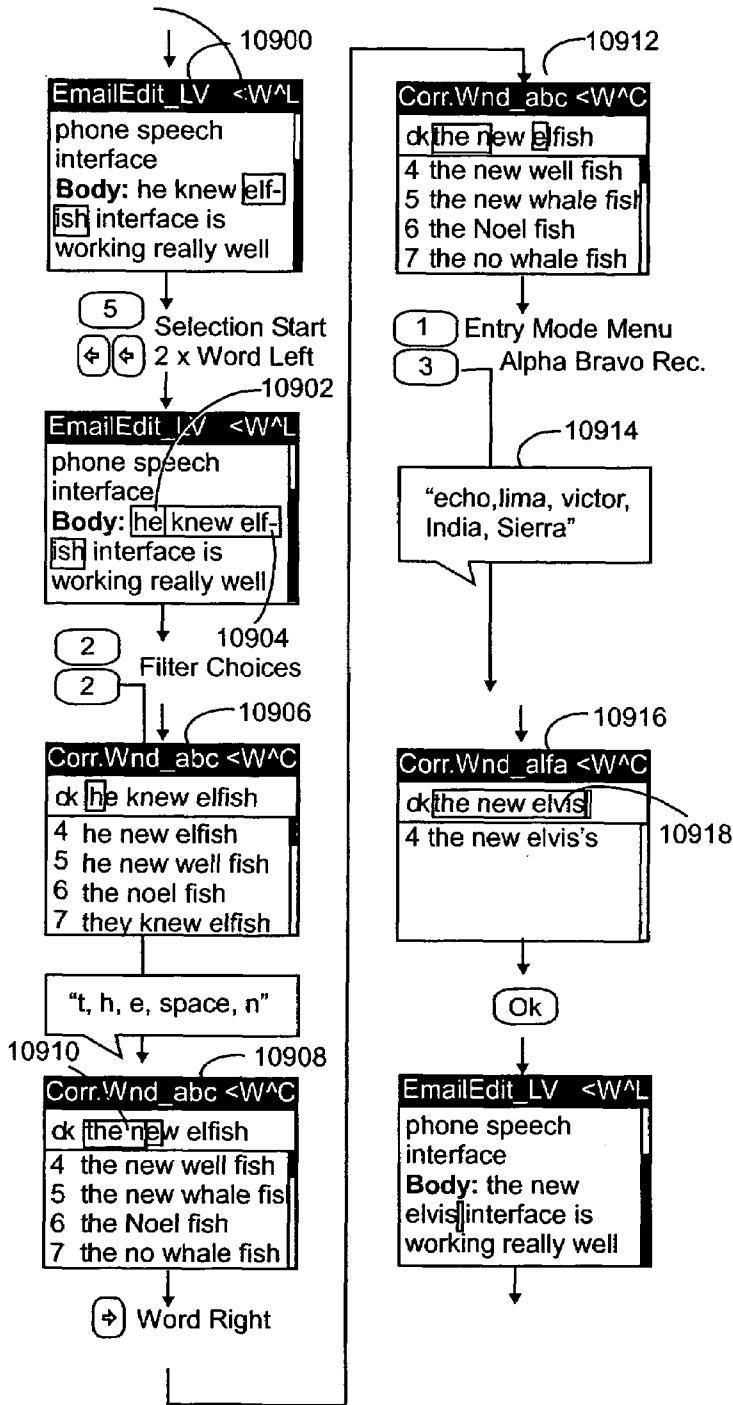 10900
EmailEdit_LV <W^L
phone speech
interface
Body: he knew elf-
ish interface is
working really well
5
Selection Start
2 x Word Left
10902
EmailEdit_LV <W^L
phone speech
interface
Body: he knew elf-
ish interface is
working really well
10904
2
Filter Choices
2
10906
Corr.Wnd_abc <W^C
ok he knew elfish
4 he new elfish
5 he new well fish
6 the noel fish
7 they knew elfish
"t, h, e, space, n"
10910
10908
Corr.Wnd_abc <W^C
ok the new elfish
4 the new well fish
5 the new whale fish
6 the Noel fish
7 the no whale fish
Word Right
10912
Corr.Wnd_abc <W^C
ok the new elfish
4 the new well fish
5 the new whale fish
6 the Noel fish
7 the no whale fish
1 Entry Mode Menu
3 Alpha Bravo Rec.
10914
"echo,lima, victor,
India, Sierra"
10916
Corr.Wnd_alfa <W^C
ok the new elvis
4 the new elvis's
10918
Ok
EmailEdit_LV <W^L
phone speech
interface
Body: the new
elvis interface is
working really well